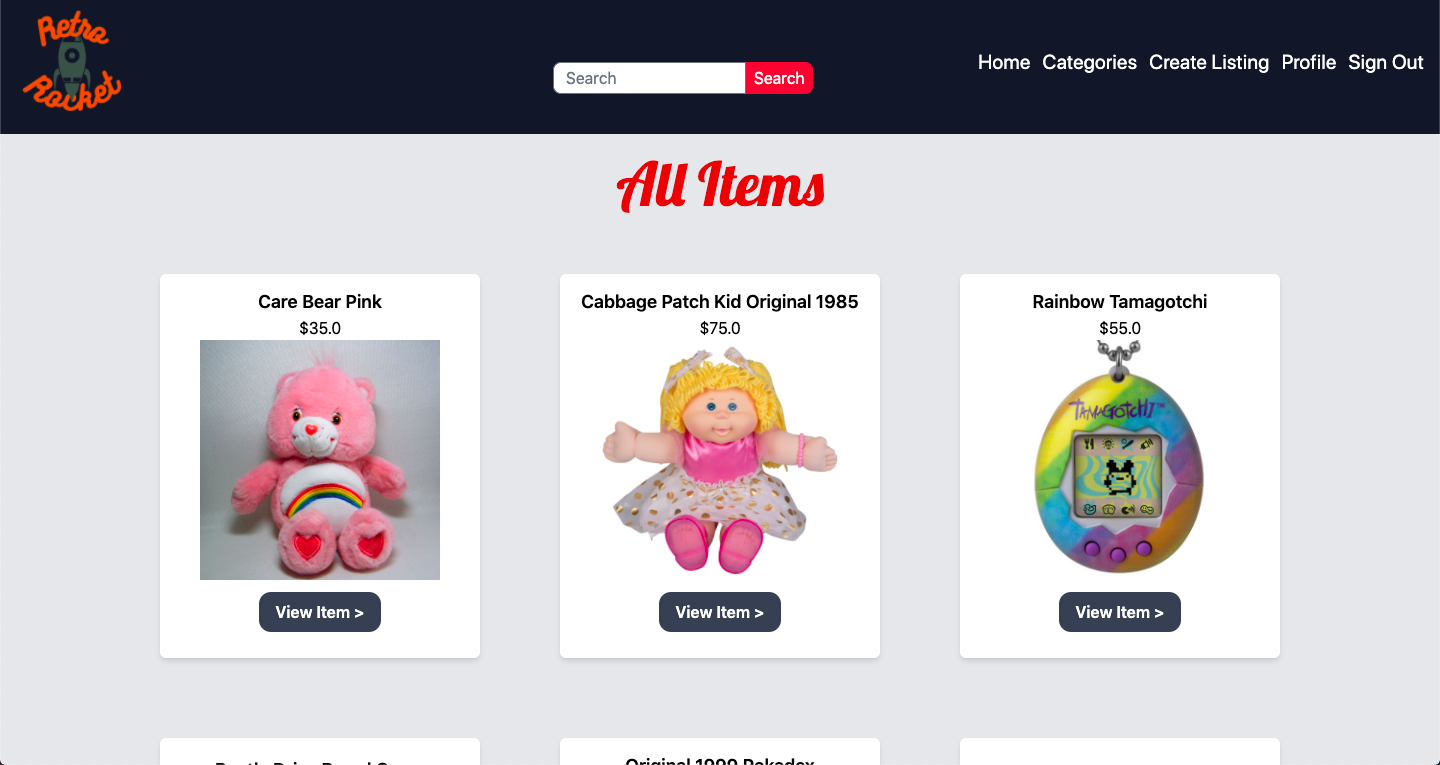 Retro
Rocket
Search
Search
Home Categories Create Listing Profile Sign Out
All Items
Care Bear Pink
$35.0
Cabbage Patch Kid Original 1985
$75.0
Rainbow Tamagotchi
$55.0
TAMAGOTCHI
View Item >
View Item >
View Item >
Original 1999 Pokedex